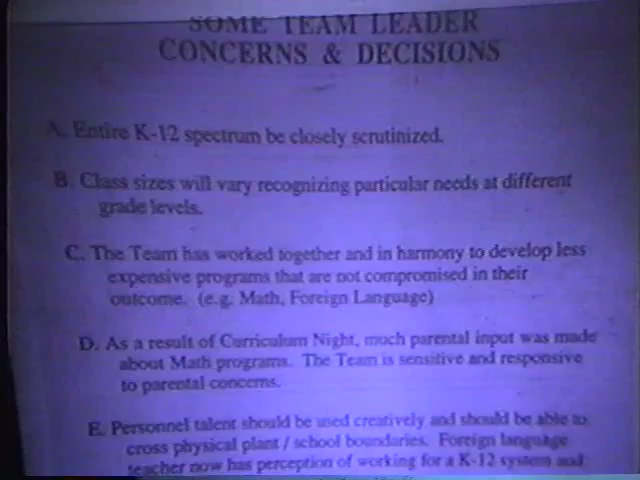 SOME TEAM LEADER
CONCERNS & DECISIONS
A. Entire K-12 spectrum be closely scrutinized.
B. Class sizes will vary recognizing particular needs at different
grade levels.
C. The Team has worked together and in harmony to develop less
expensive programs that are not compromised in their
outcome. (e.g. Math, Foreign Language)
D. As a result of Curriculum Night, much parental input was made
about Math programs. The Team is sensitive and responsive
to parental concerns.
E. Personnel talent should be used creatively and should be able to
cross physical plant / school boundaries. Foreign language
teacher now has perception of working for a K-12 system and